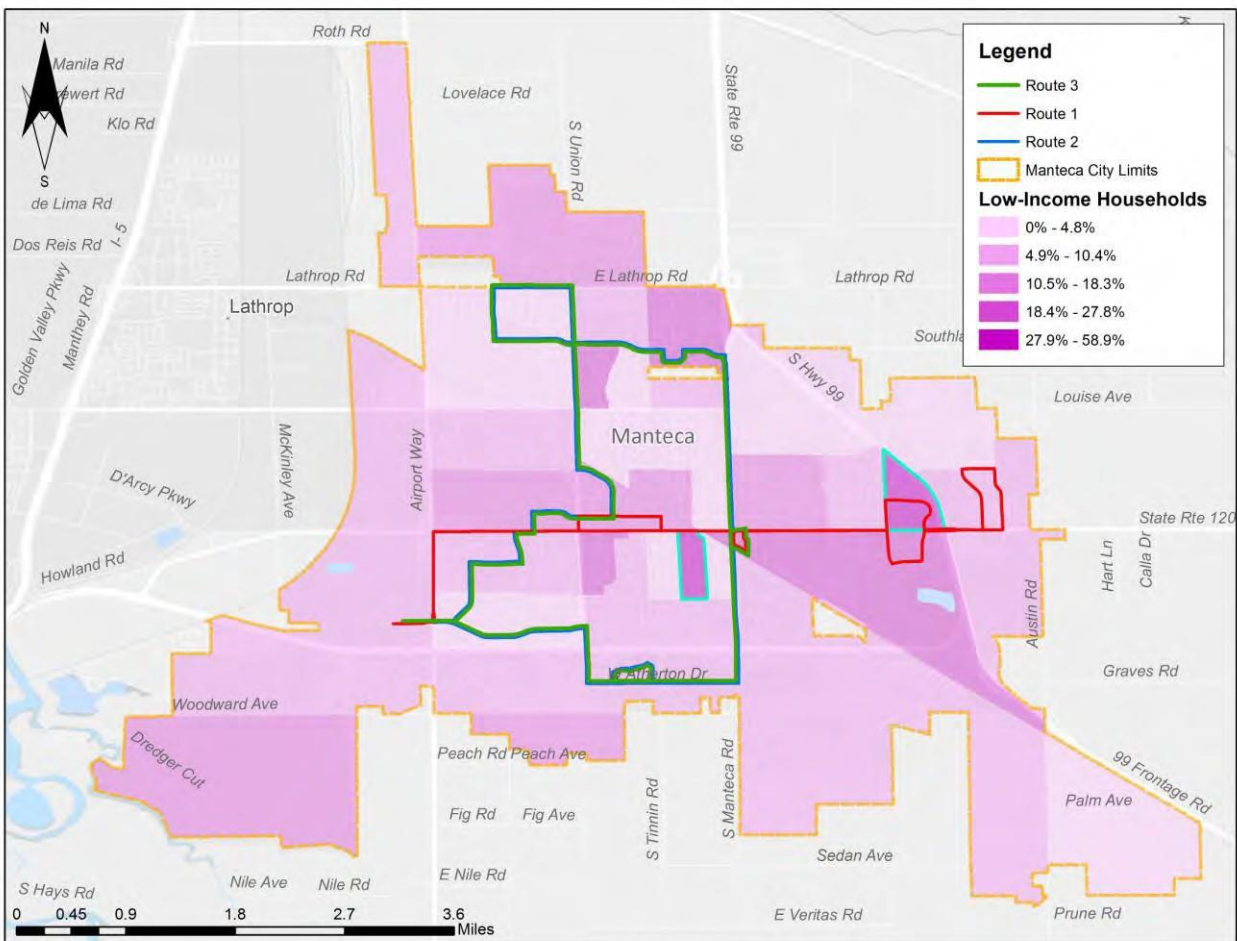 N
S
Roth Rd
Manila Rd
ewert Rd
Klo Rd
Lovelace Rd
S Union Rd
State Rte 99
de Lima Rd
Dos Reis Rd
I-5
Golden Valley Pkwy
Manthey Rd
Lathrop Rd
E Lathrop Rd
Lathrop Rd
Lathrop
Southla
S Hwy 99
Louise Ave
Manteca
McKinley Ave
Airport Way
D'Arcy Pkwy
State Rte 120
Howland Rd
Hart Ln
Calla Dr
Austin Rd
W Atherton Dr
Graves Rd
Woodward Ave
Dredger Cut
Peach Rd
Peach Ave
99 Frontage Rd
Palm Ave
Fig Rd
Fig Ave
S Tinnin Rd
S Manteca Rd
Sedan Ave
E Nile Rd
Nile Ave
Nile Rd
S Hays Rd
E Veritas Rd
Prune Rd
0 0.45 0.9 1.8 2.7 3.6
Miles
Legend
Route 3
Route 1
Route 2
Manteca City Limits
Low-Income Households
0% - 4.8%
4.9% - 10.4%
10.5% - 18.3%
18.4% - 27.8%
27.9% - 58.9%